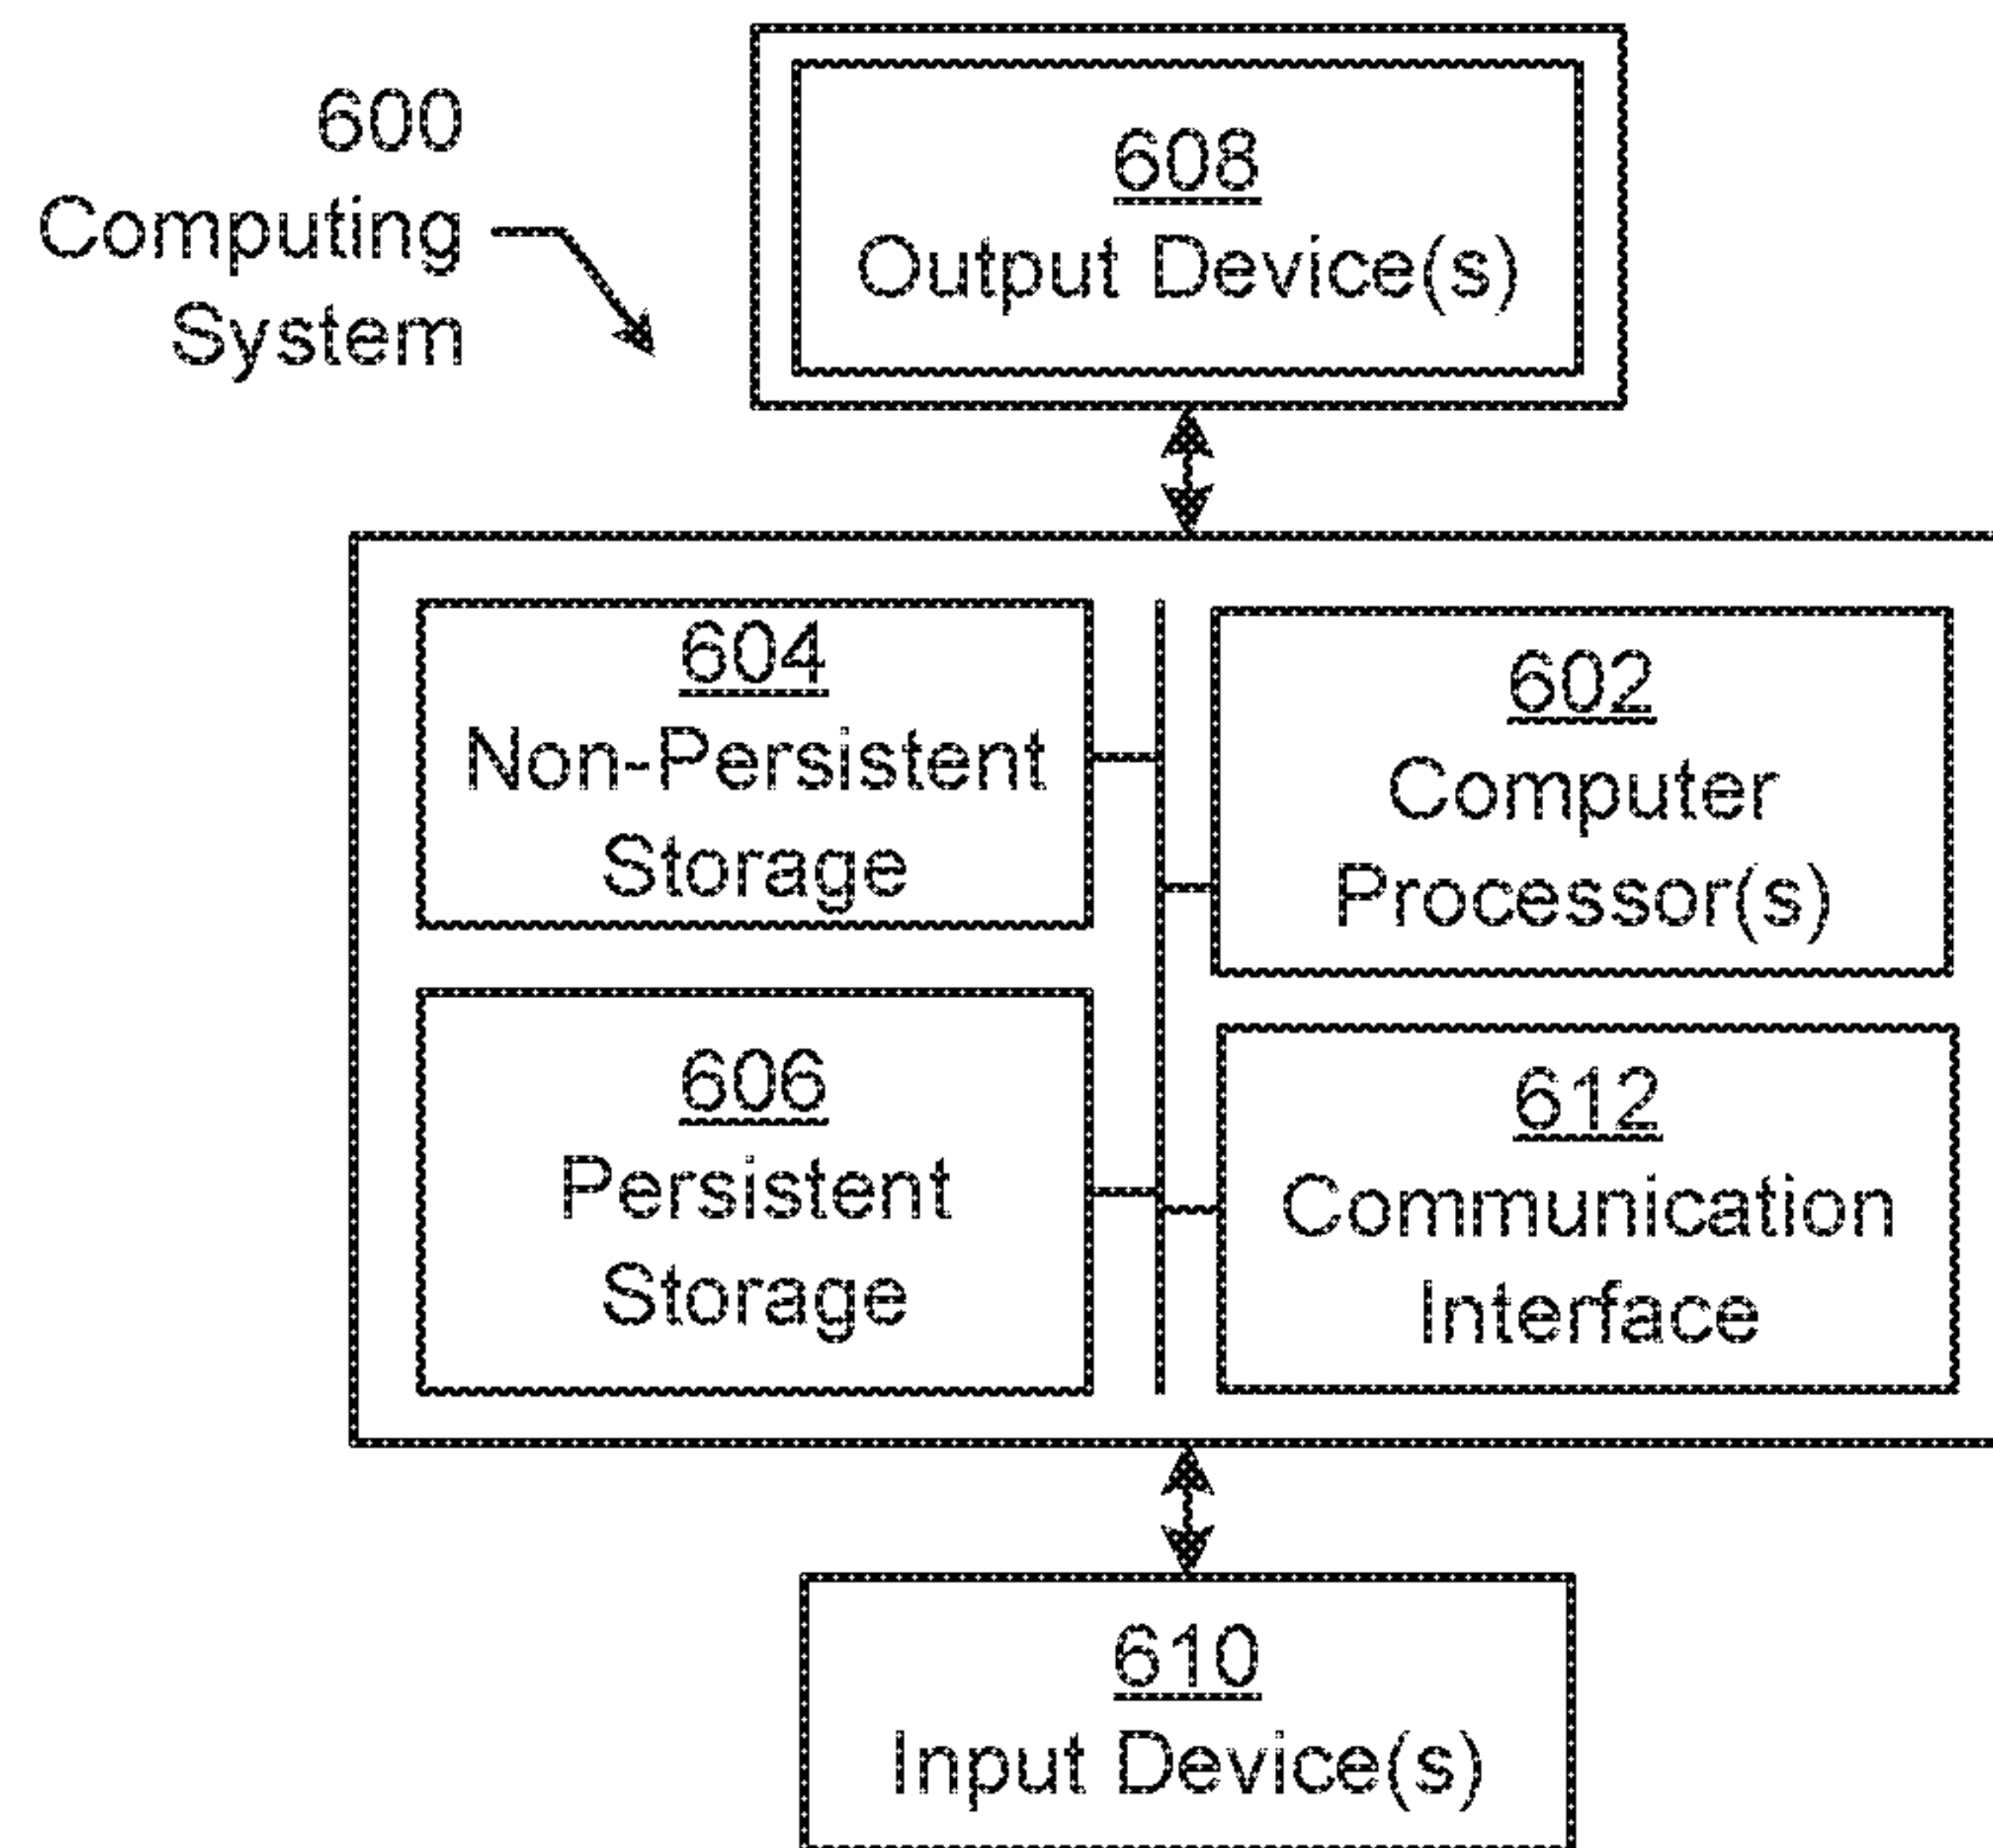 600
Computing
System
608
Output Device(s)
604
Non-Persistent
Storage
602
Computer
Processor(s)
606
Persistent
Storage
612
Communication
Interface
610
Input Device(s)